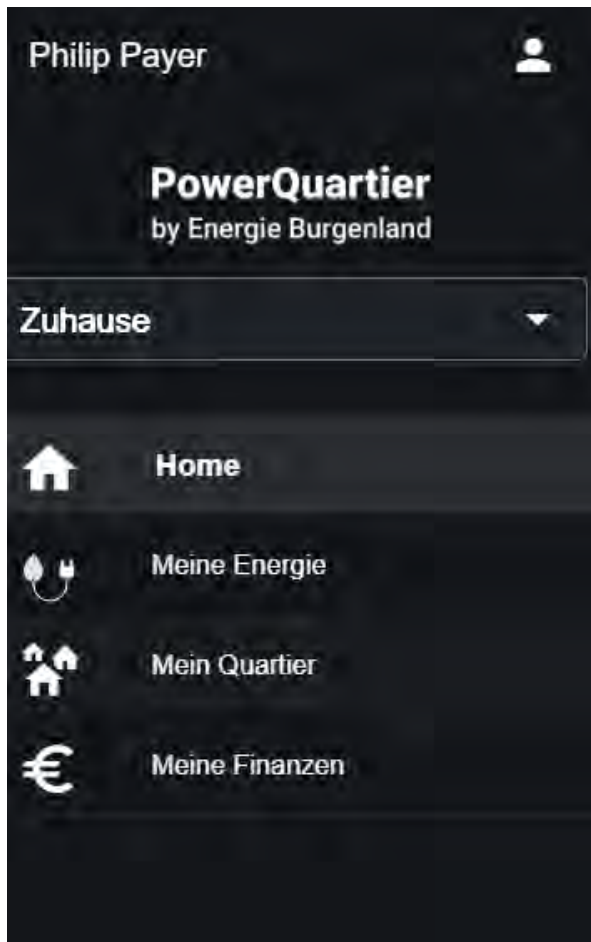 Philip Payer
PowerQuartier
by Energie Burgenland
Zuhause
Home
Meine Energie
Mein Quartier
Meine Finanzen